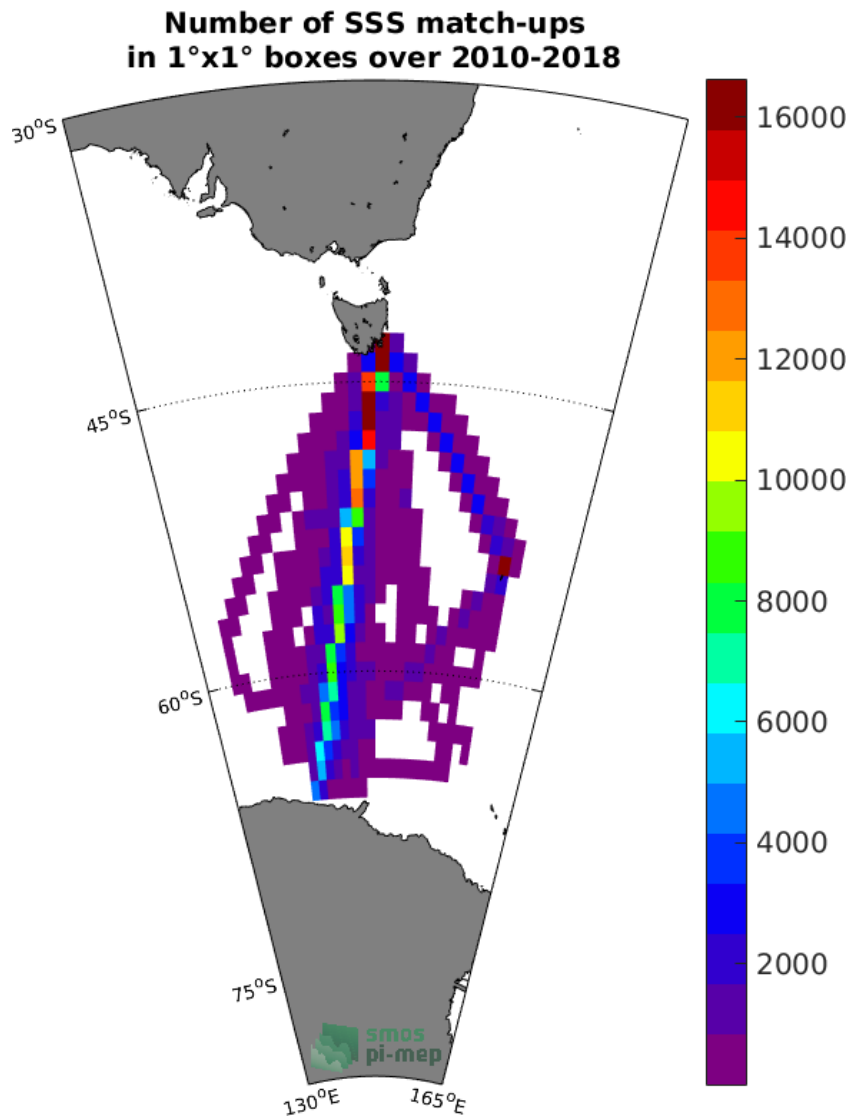 Number of SSS match-ups
in 1°x1° boxes over 2010-2018
30°S
45°S
60°S
75°S
130°E
165°E
16000
14000
12000
10000
8000
6000
4000
2000
smos
pi-mep